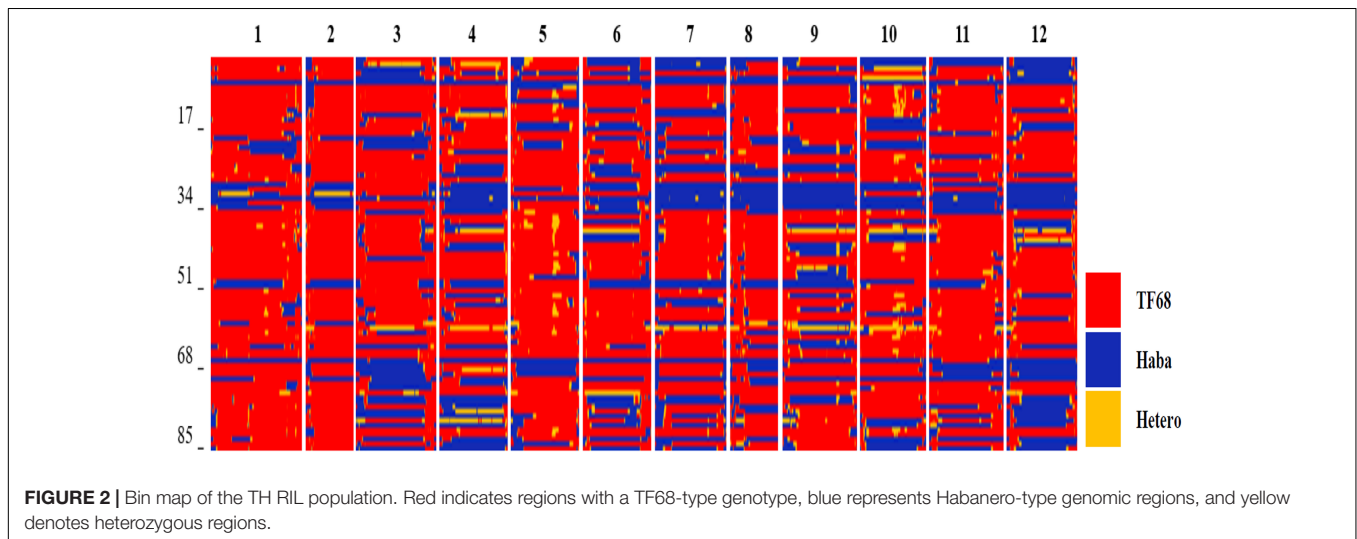 1 2 3 4 5 6 7 8 9 10 11 12
17
34
51
68
85
TF68
Haba
Hetero
FIGURE 2 | Bin map of the TH RIL population. Red indicates regions with a TF68-type genotype, blue represents Habanero-type genomic regions, and yellow
denotes heterozygous regions.